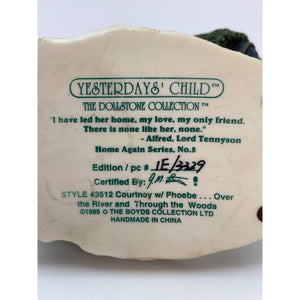 YESTERDAYS' CHILD™
THE DOLLSTONE COLLECTION™
"I have led her home, my love, my only friend.
There is none like her, none."
- Alfred, Lord Tennyson
Home Again Series, No.5
Edition / pc # 1E/3329
Certified By:
STYLE #3512 Courtney w/ Phoebe . . . Over
the River and Through the Woods
©1995 ® THE BOYDS COLLECTION LTD
HANDMADE IN CHINA